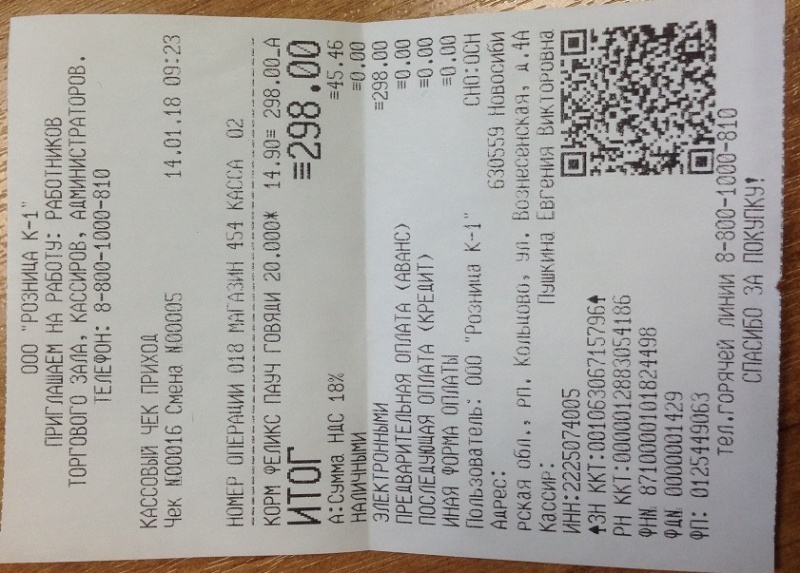 ООО "РОЗНИЦА К-1"
ПРИГЛАШАЕМ НА РАБОТУ: РАБОТНИКОВ
ТОРГОВОГО ЗАЛА, КАССИРОВ, АДМИНИСТРАТОРОВ.
ТЕЛЕФОН: 8-800-1000-810
КАССОВЫЙ ЧЕК ПРИХОД 14.01.18 09:23
Чек N00016 Смена N00005
НОМЕР ОПЕРАЦИИ 018 МАГАЗИН 454 КАССА 02
КОРМ ФЕЛИКС ПАУЧ ГОВЯДИ 20.000* 14.90≡ 298.00_А
ИТОГ ≡298.00
А:Сумма НДС 18% ≡45.46
НАЛИЧНЫМИ ≡0.00
ЭЛЕКТРОННЫМИ ≡298.00
ПРЕДВАРИТЕЛЬНАЯ ОПЛАТА (АВАНС) ≡0.00
ПОСЛЕДУЮЩАЯ ОПЛАТА (КРЕДИТ) ≡0.00
ИНАЯ ФОРМА ОПЛАТЫ ≡0.00
Пользователь: ООО "Розница К-1" СНО:ОСН
Адрес: 630559 Новосиби
рская обл., рп. Кольцово, ул. Вознесенская, д.4А
Кассир: Пушкина Евгения Викторовна
ИНН:2225074005
↑ЗН ККТ:00106306715796↑
РН ККТ:0000012883054186
ФНN 8710000101824498
ФДN 0000001429
ФП: 0125449063
Тел.ГОРЯЧЕЙ ЛИНИИ 8-800-1000-810
СПАСИБО ЗА ПОКУПКУ!